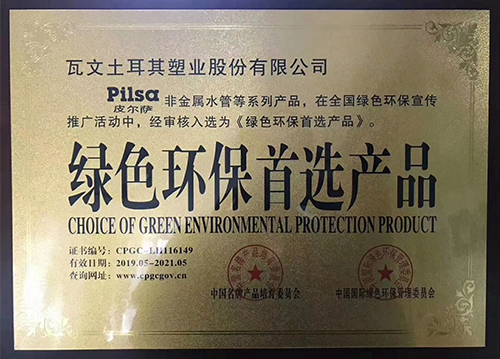 瓦文土耳其塑业股份有限公司
Pilsa 非金属水管等系列产品，在全国绿色环保宣传
皮尔萨
推广活动中，经审核入选为《绿色环保首选产品》。
绿色环保首选产品
CHOICE OF GREEN ENVIRONMENTAL PROTECTION PRODUCT
证书编号：CPGC-LH116149
有效日期：2019.05-2021.05
查询网址：www.cpgcgov.cn
中国名牌产品培育委员会
中国国际绿色环保管理委员会